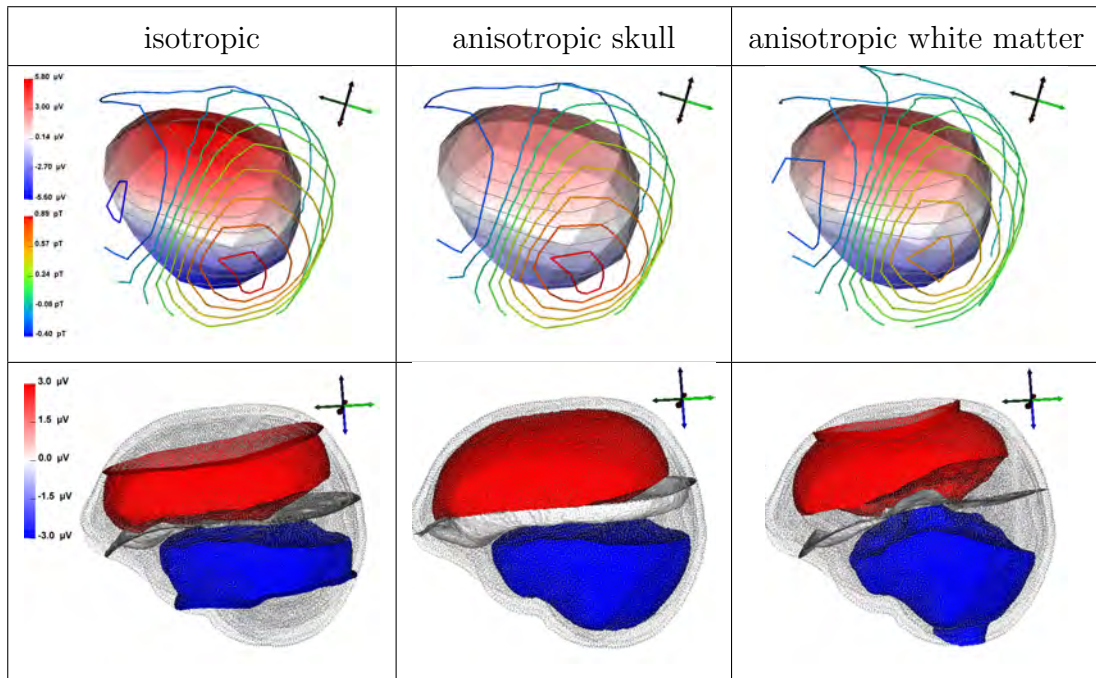 isotropic
anisotropic skull
anisotropic white matter
5.80 μV
3.00 μV
0.14 μV
-2.70 μV
-5.60 μV
0.89 pT
0.57 pT
0.24 pT
-0.08 pT
-0.40 pT
3.0 μV
1.5 μV
0.0 μV
-1.5 μV
-3.0 μV